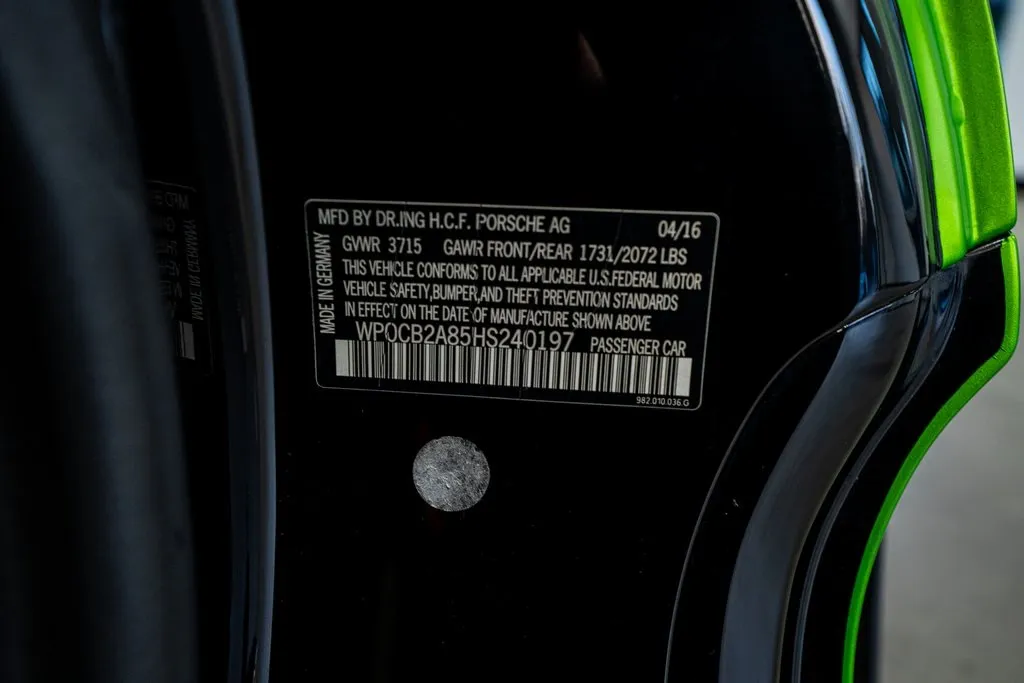 MFD BY DR.ING H.C.F. PORSCHE AG 04/16
GVWR 3715 GAWR FRONT/REAR 1731/2072 LBS
THIS VEHICLE CONFORMS TO ALL APPLICABLE U.S.FEDERAL MOTOR
VEHICLE SAFETY,BUMPER,AND THEFT PREVENTION STANDARDS
IN EFFECT ON THE DATE OF MANUFACTURE SHOWN ABOVE
WP0CB2A85HS240197 PASSENGER CAR
982.010.036.G
MADE IN GERMANY